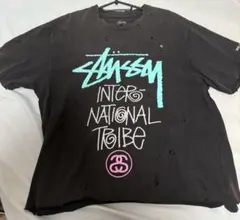 STÜSSY
INTER-
NATIONAL
TRIBE